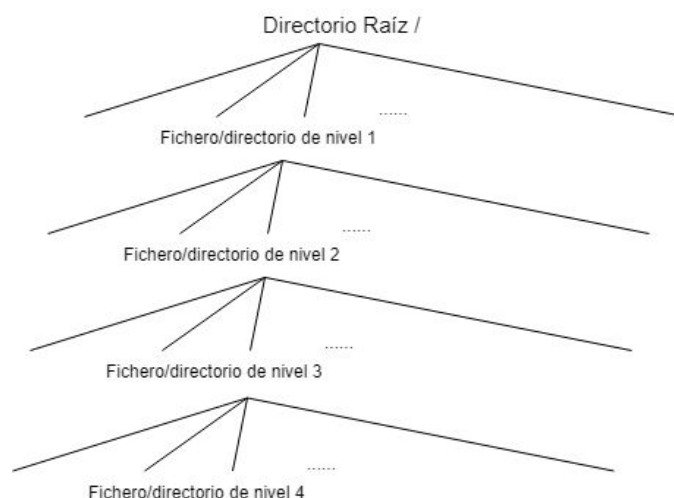 Directorio Raíz /
......
Fichero/directorio de nivel 1
......
Fichero/directorio de nivel 2
......
Fichero/directorio de nivel 3
......
Fichero/directorio de nivel 4